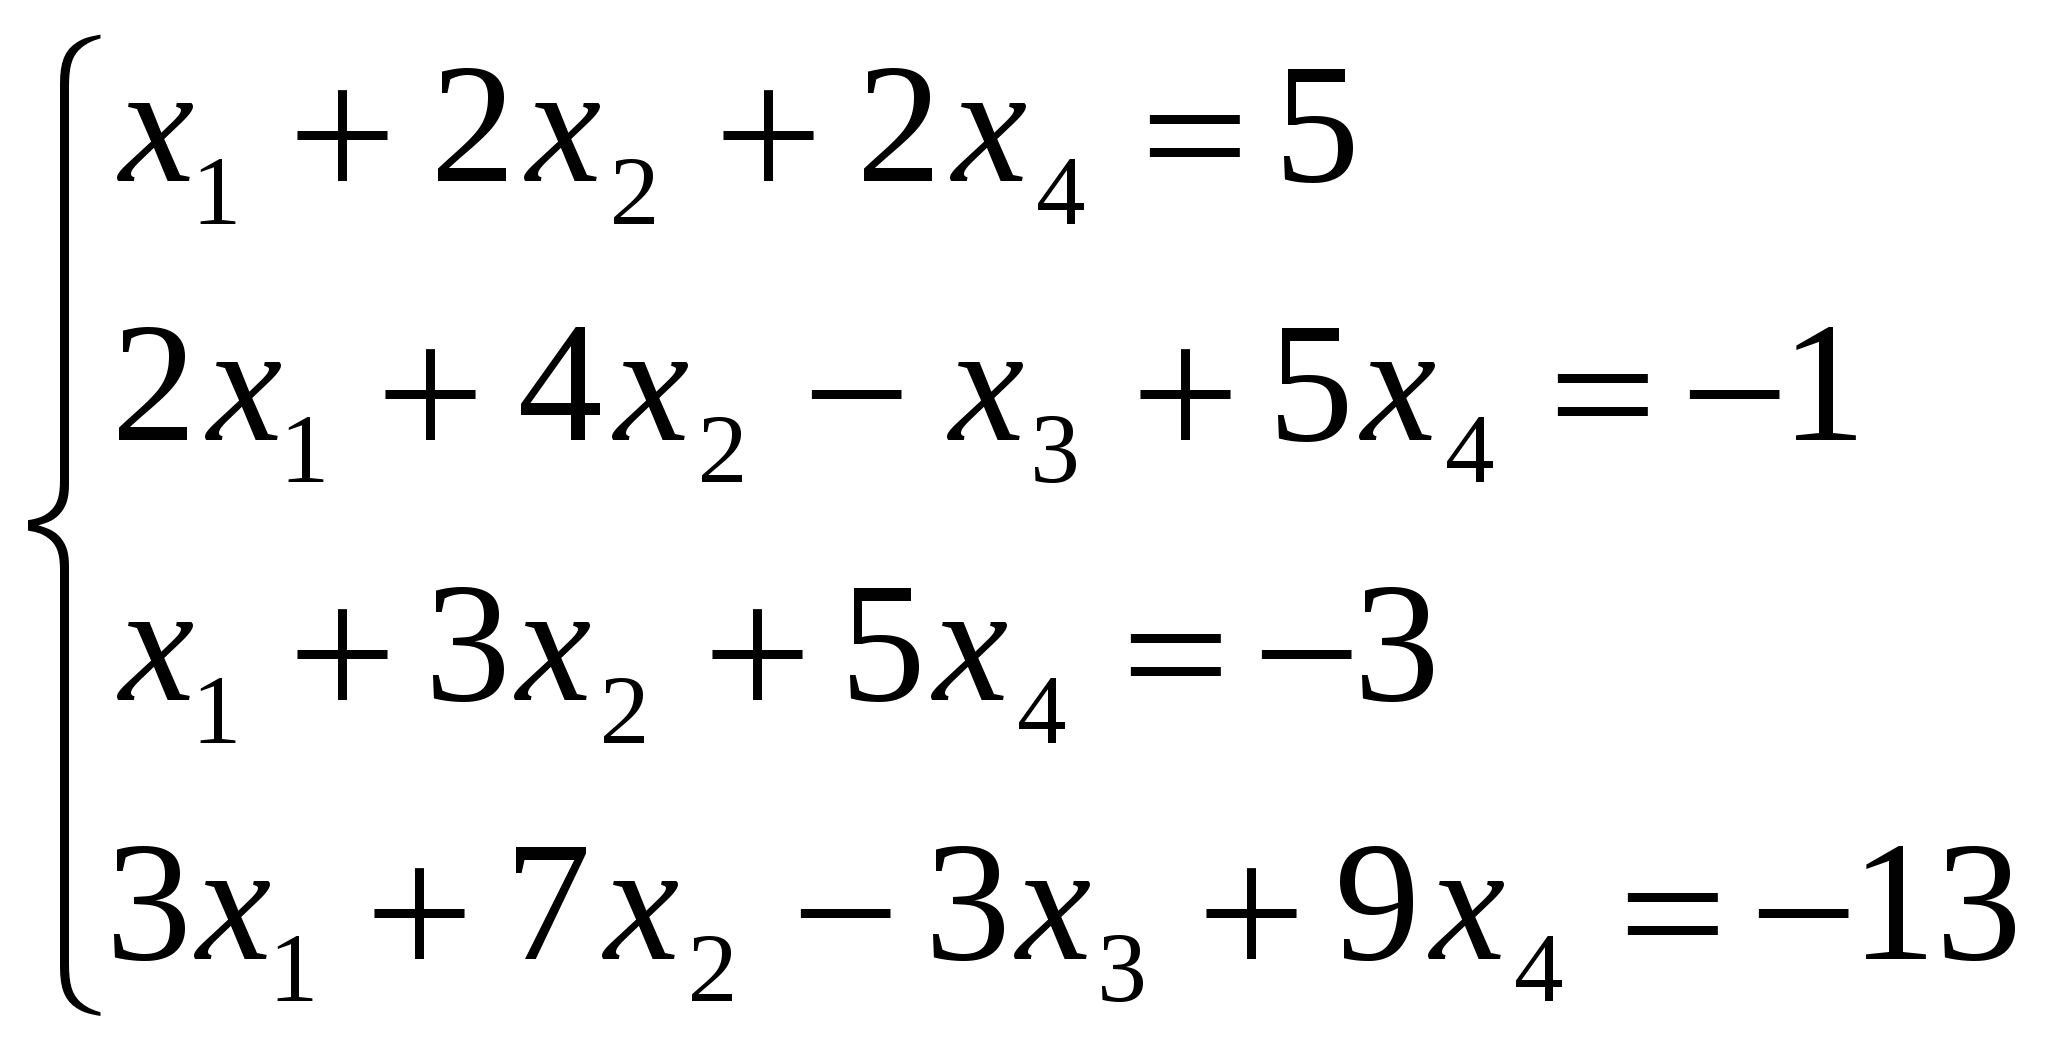 x₁ + 2x₂ + 2x₄ = 5
2x₁ + 4x₂ − x₃ + 5x₄ = −1
x₁ + 3x₂ + 5x₄ = −3
3x₁ + 7x₂ − 3x₃ + 9x₄ = −13